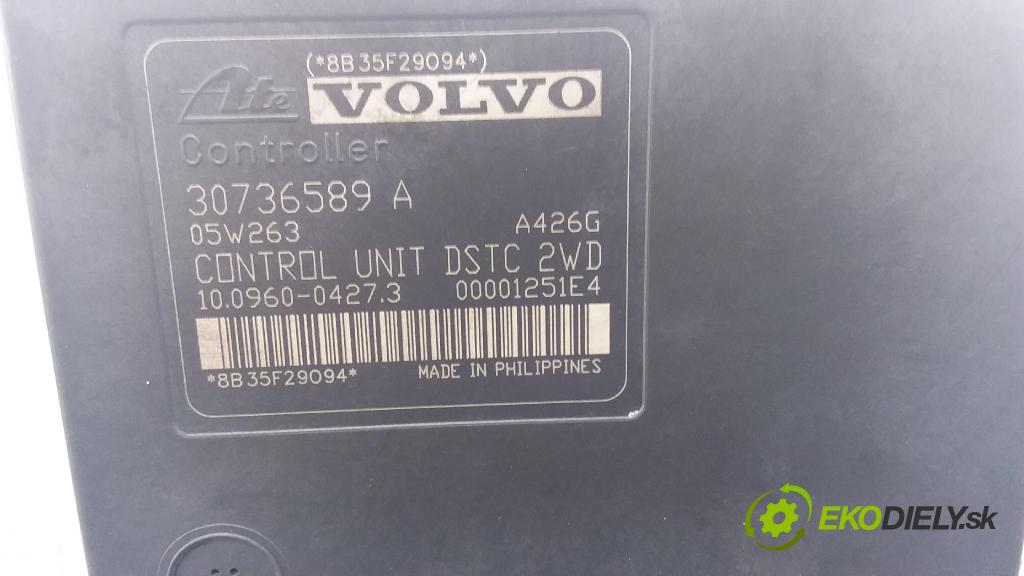 (*8B35F29094*)
Ate VOLVO
Controller
30736589 A
05W263 A426G
CONTROL UNIT DSTC 2WD
10.0960-0427.3 00001251E4
*8B35F29094* MADE IN PHILIPPINES
EKODIELY.sk